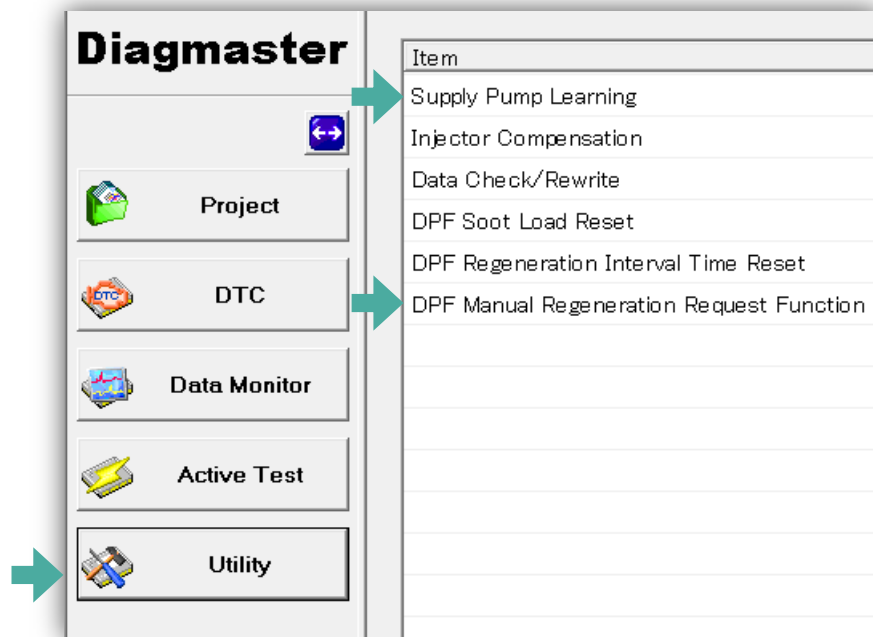 Diagmaster
Project
DTC
DTC
Data Monitor
Active Test
Utility
Item
Supply Pump Learning
Injector Compensation
Data Check/Rewrite
DPF Soot Load Reset
DPF Regeneration Interval Time Reset
DPF Manual Regeneration Request Function